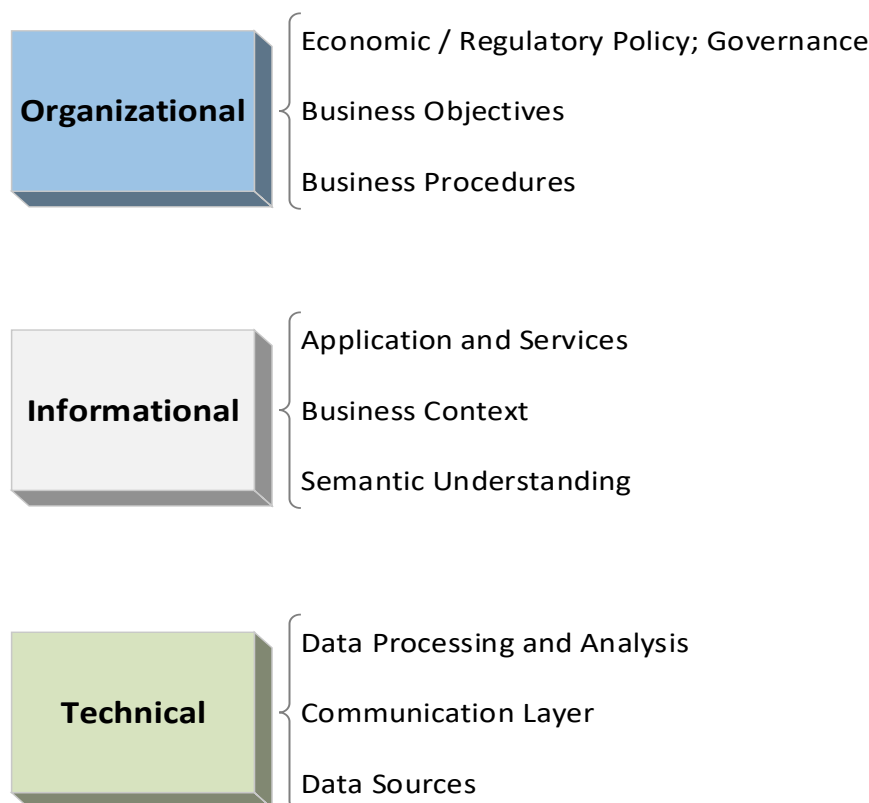 Organizational
Economic / Regulatory Policy; Governance
Business Objectives
Business Procedures
Informational
Application and Services
Business Context
Semantic Understanding
Technical
Data Processing and Analysis
Communication Layer
Data Sources